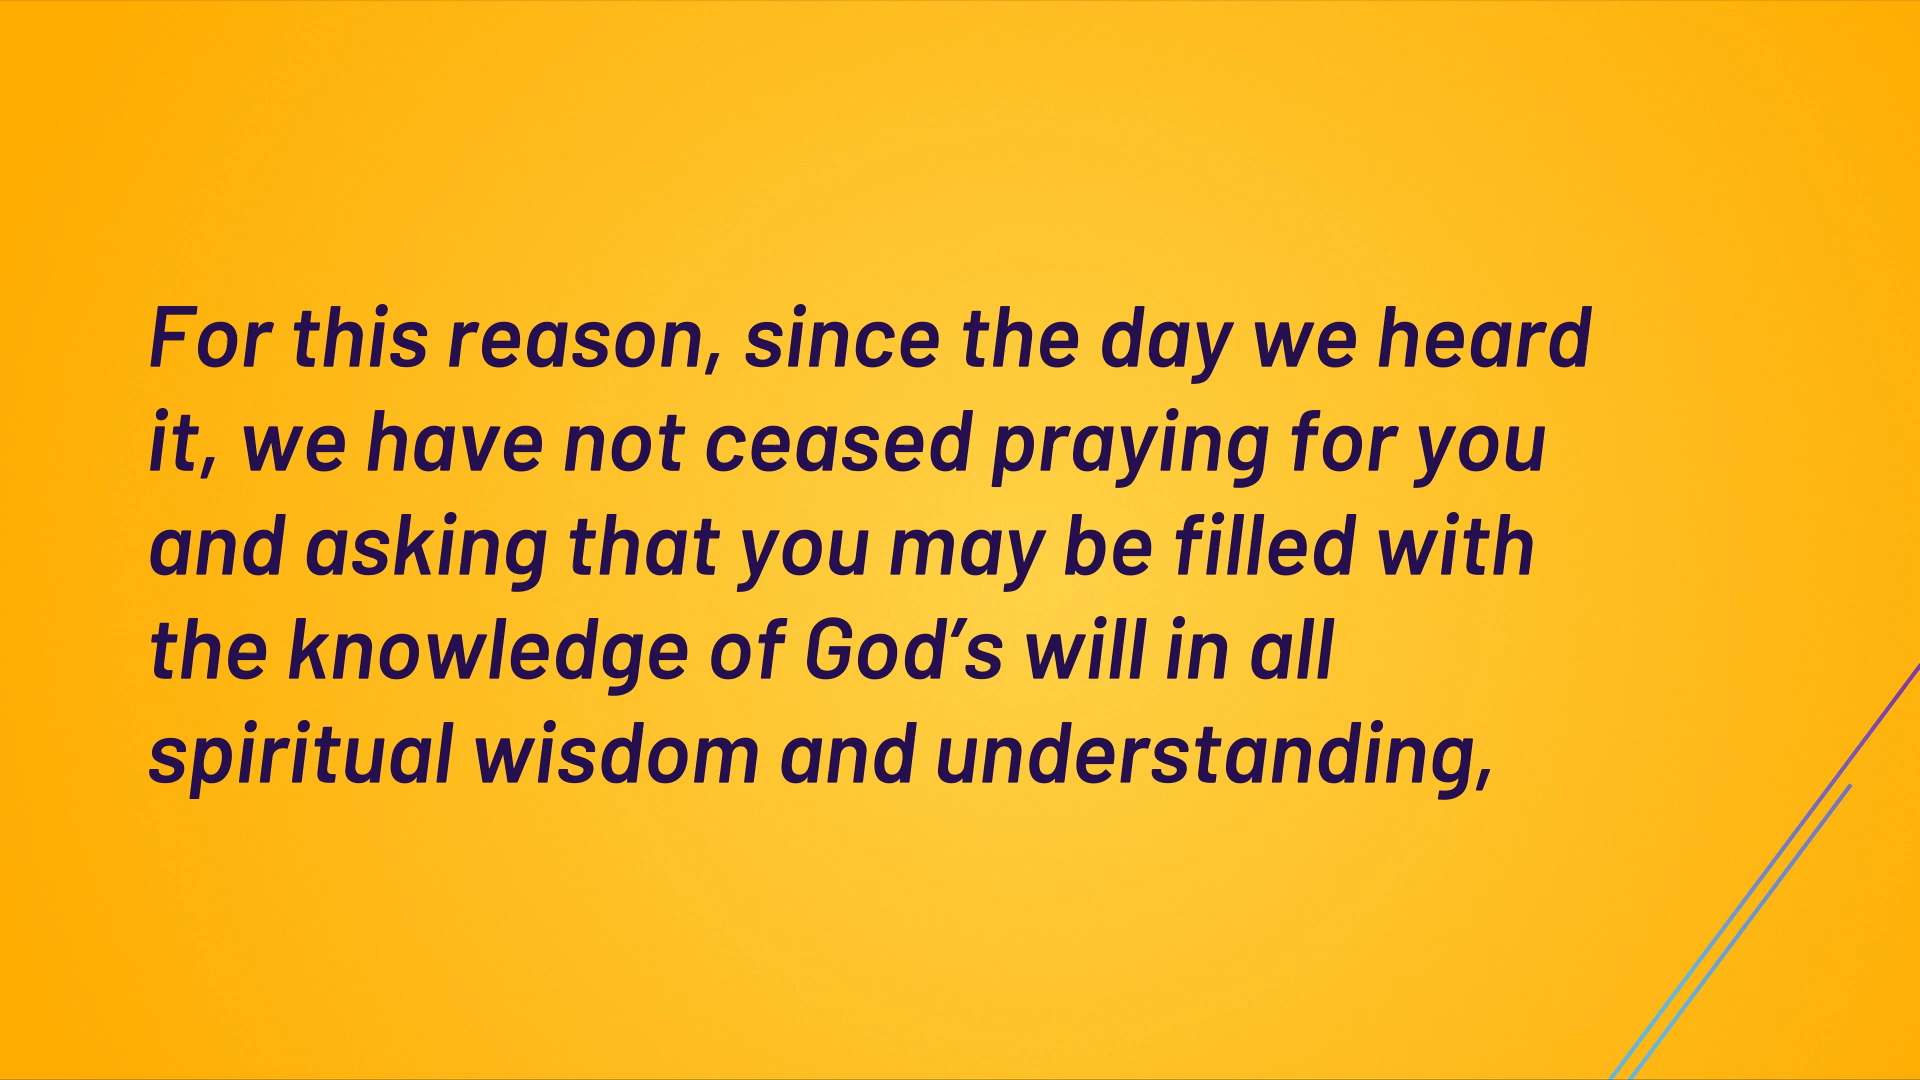 For this reason, since the day we heard
it, we have not ceased praying for you
and asking that you may be filled with
the knowledge of God’s will in all
spiritual wisdom and understanding,